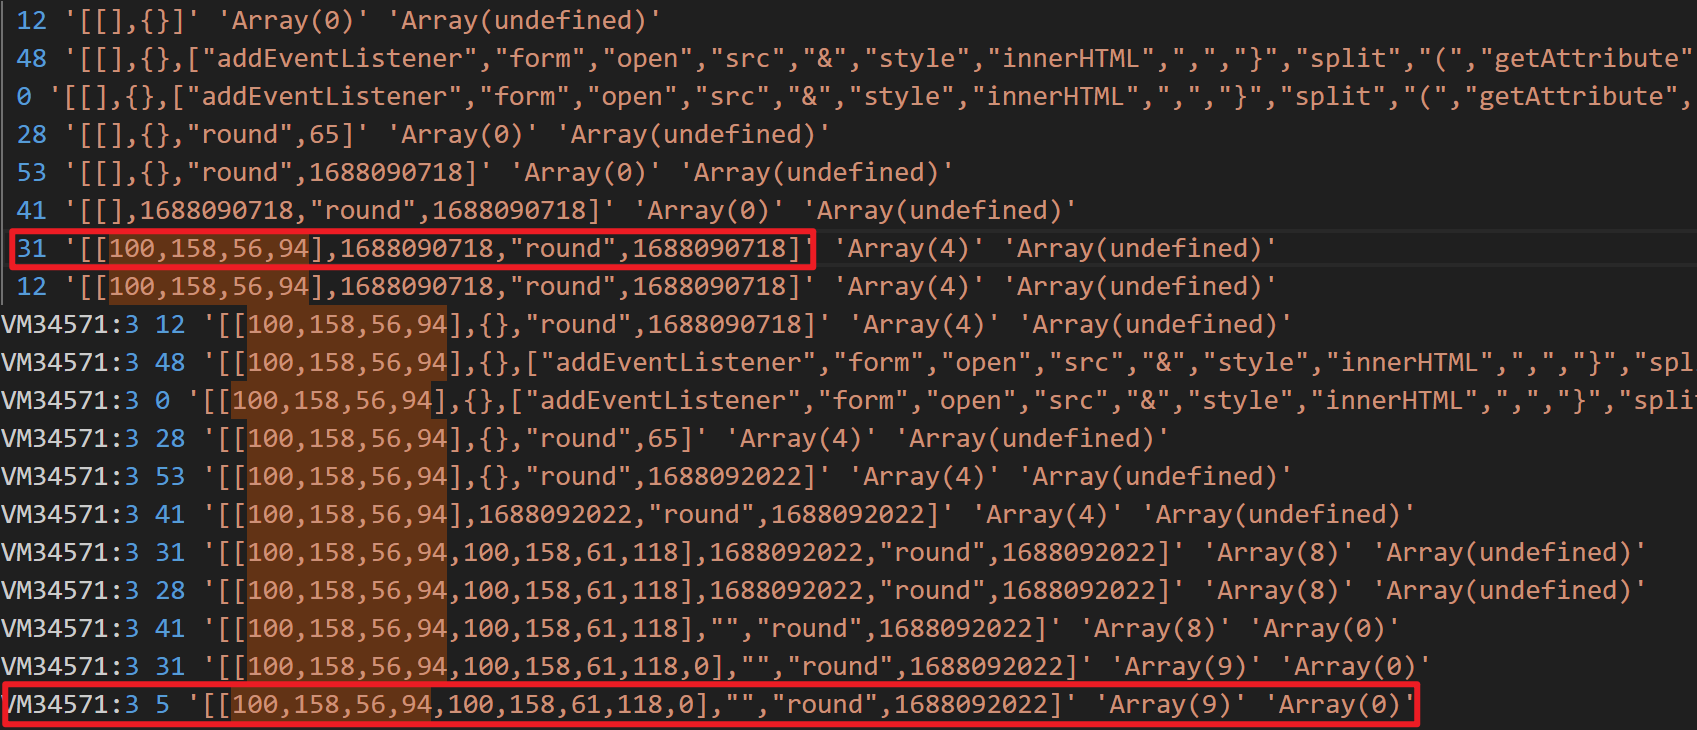 12 '[[],{}]' 'Array(0)' 'Array(undefined)'
48 '[[],{},["addEventListener","form","open","src","&","style","innerHTML",",",","}","split","(","getAttribute"
0 '[[],{},["addEventListener","form","open","src","&","style","innerHTML",",",","}","split","(","getAttribute",
28 '[[],{},"round",65]' 'Array(0)' 'Array(undefined)'
53 '[[],{},"round",1688090718]' 'Array(0)' 'Array(undefined)'
41 '[[],1688090718,"round",1688090718]' 'Array(0)' 'Array(undefined)'
31 '[[100,158,56,94],1688090718,"round",1688090718]' 'Array(4)' 'Array(undefined)'
12 '[[100,158,56,94],1688090718,"round",1688090718]' 'Array(4)' 'Array(undefined)'
VM34571:3 12 '[[100,158,56,94],{},"round",1688090718]' 'Array(4)' 'Array(undefined)'
VM34571:3 48 '[[100,158,56,94],{},["addEventListener","form","open","src","&","style","innerHTML",",",","}","spl
VM34571:3 0 '[[100,158,56,94],{},["addEventListener","form","open","src","&","style","innerHTML",",",","}","split
VM34571:3 28 '[[100,158,56,94],{},"round",65]' 'Array(4)' 'Array(undefined)'
VM34571:3 53 '[[100,158,56,94],{},"round",1688092022]' 'Array(4)' 'Array(undefined)'
VM34571:3 41 '[[100,158,56,94],1688092022,"round",1688092022]' 'Array(4)' 'Array(undefined)'
VM34571:3 31 '[[100,158,56,94,100,158,61,118],1688092022,"round",1688092022]' 'Array(8)' 'Array(undefined)'
VM34571:3 28 '[[100,158,56,94,100,158,61,118],1688092022,"round",1688092022]' 'Array(8)' 'Array(undefined)'
VM34571:3 41 '[[100,158,56,94,100,158,61,118],"","round",1688092022]' 'Array(8)' 'Array(0)'
VM34571:3 31 '[[100,158,56,94,100,158,61,118,0],"","round",1688092022]' 'Array(9)' 'Array(0)'
VM34571:3 5 '[[100,158,56,94,100,158,61,118,0],"","round",1688092022]' 'Array(9)' 'Array(0)'